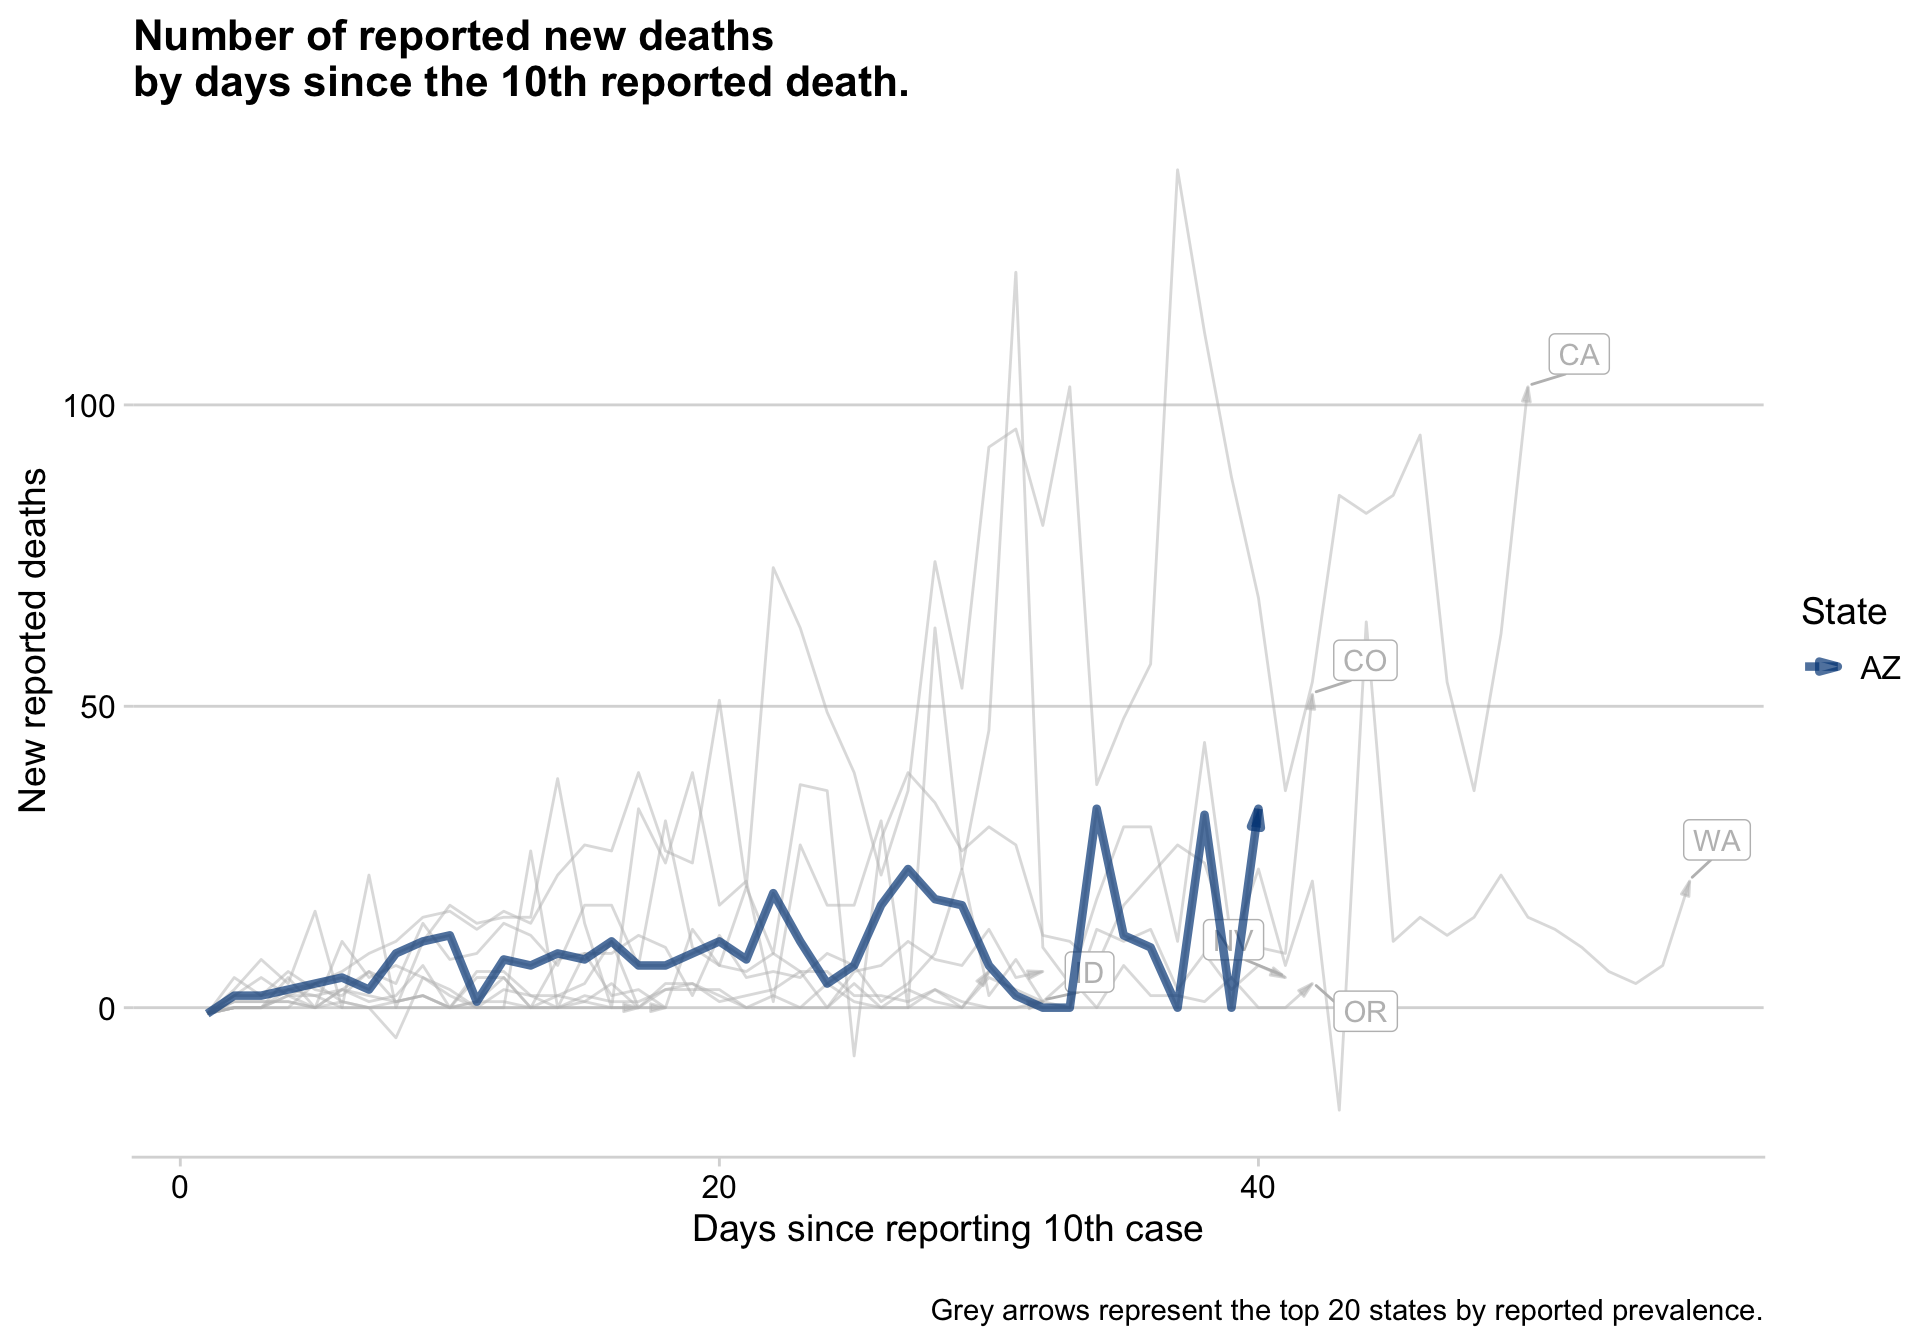 Number of reported new deaths
by days since the 10th reported death.
New reported deaths
100
50
0
CA
CO
WA
NV
ID
OR
State
AZ
0
20
40
Days since reporting 10th case
Grey arrows represent the top 20 states by reported prevalence.